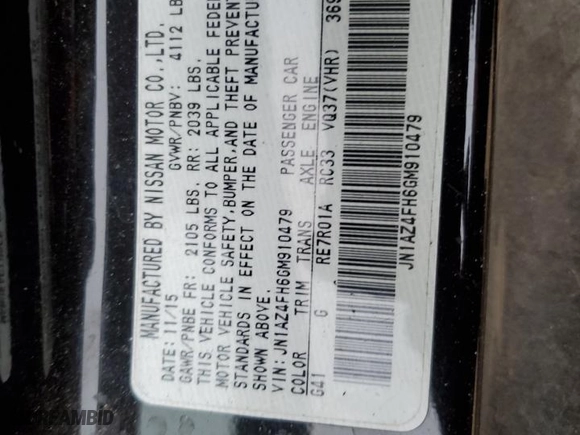 MANUFACTURED BY NISSAN MOTOR CO.,LTD.
DATE: 11/15 GVWR/PNBV: 4112 LB
GAWR/PNBE FR: 2105 LBS. RR: 2039 LBS.
THIS VEHICLE CONFORMS TO ALL APPLICABLE FEDER
MOTOR VEHICLE SAFETY,BUMPER,AND THEFT PREVENT
STANDARDS IN EFFECT ON THE DATE OF MANUFACTU
SHOWN ABOVE.
VIN:JN1AZ4FH6GM910479 PASSENGER CAR
COLOR TRIM TRANS AXLE ENGINE
G41 G RE7R01A RC33 VQ37(VHR) 369
JN1AZ4FH6GM910479